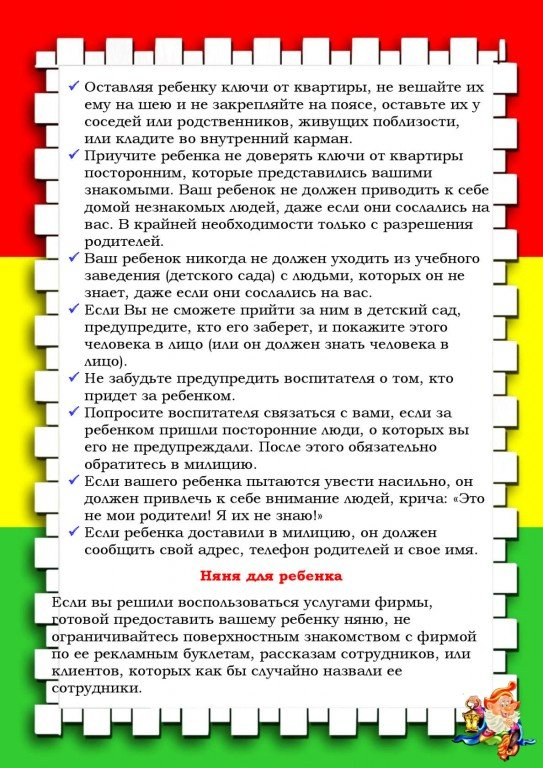 Оставляя ребенку ключи от квартиры, не вешайте их
ему на шею и не закрепляйте на поясе, оставьте их у
соседей или родственников, живущих поблизости,
или кладите во внутренний карман.
Приучите ребенка не доверять ключи от квартиры
посторонним, которые представились вашими
знакомыми. Ваш ребенок не должен приводить к себе
домой незнакомых людей, даже если они сослались на
вас. В крайней необходимости только с разрешения
родителей.
Ваш ребенок никогда не должен уходить из учебного
заведения (детского сада) с людьми, которых он не
знает, даже если они сослались на вас.
Если Вы не сможете прийти за ним в детский сад,
предупредите, кто его заберет, и покажите этого
человека в лицо (или он должен знать человека в
лицо).
Не забудьте предупредить воспитателя о том, кто
придет за ребенком.
Попросите воспитателя связаться с вами, если за
ребенком пришли посторонние люди, о которых вы
его не предупреждали. После этого обязательно
обратитесь в милицию.
Если вашего ребенка пытаются увести насильно, он
должен привлечь к себе внимание людей, крича: «Это
не мои родители! Я их не знаю!»
Если ребенка доставили в милицию, он должен
сообщить свой адрес, телефон родителей и свое имя.
Няня для ребенка
Если вы решили воспользоваться услугами фирмы,
готовой предоставить вашему ребенку няню, не
ограничивайтесь поверхностным знакомством с фирмой
по ее рекламным буклетам, рассказам сотрудников, или
клиентов, которых как бы случайно назвали ее
сотрудники.